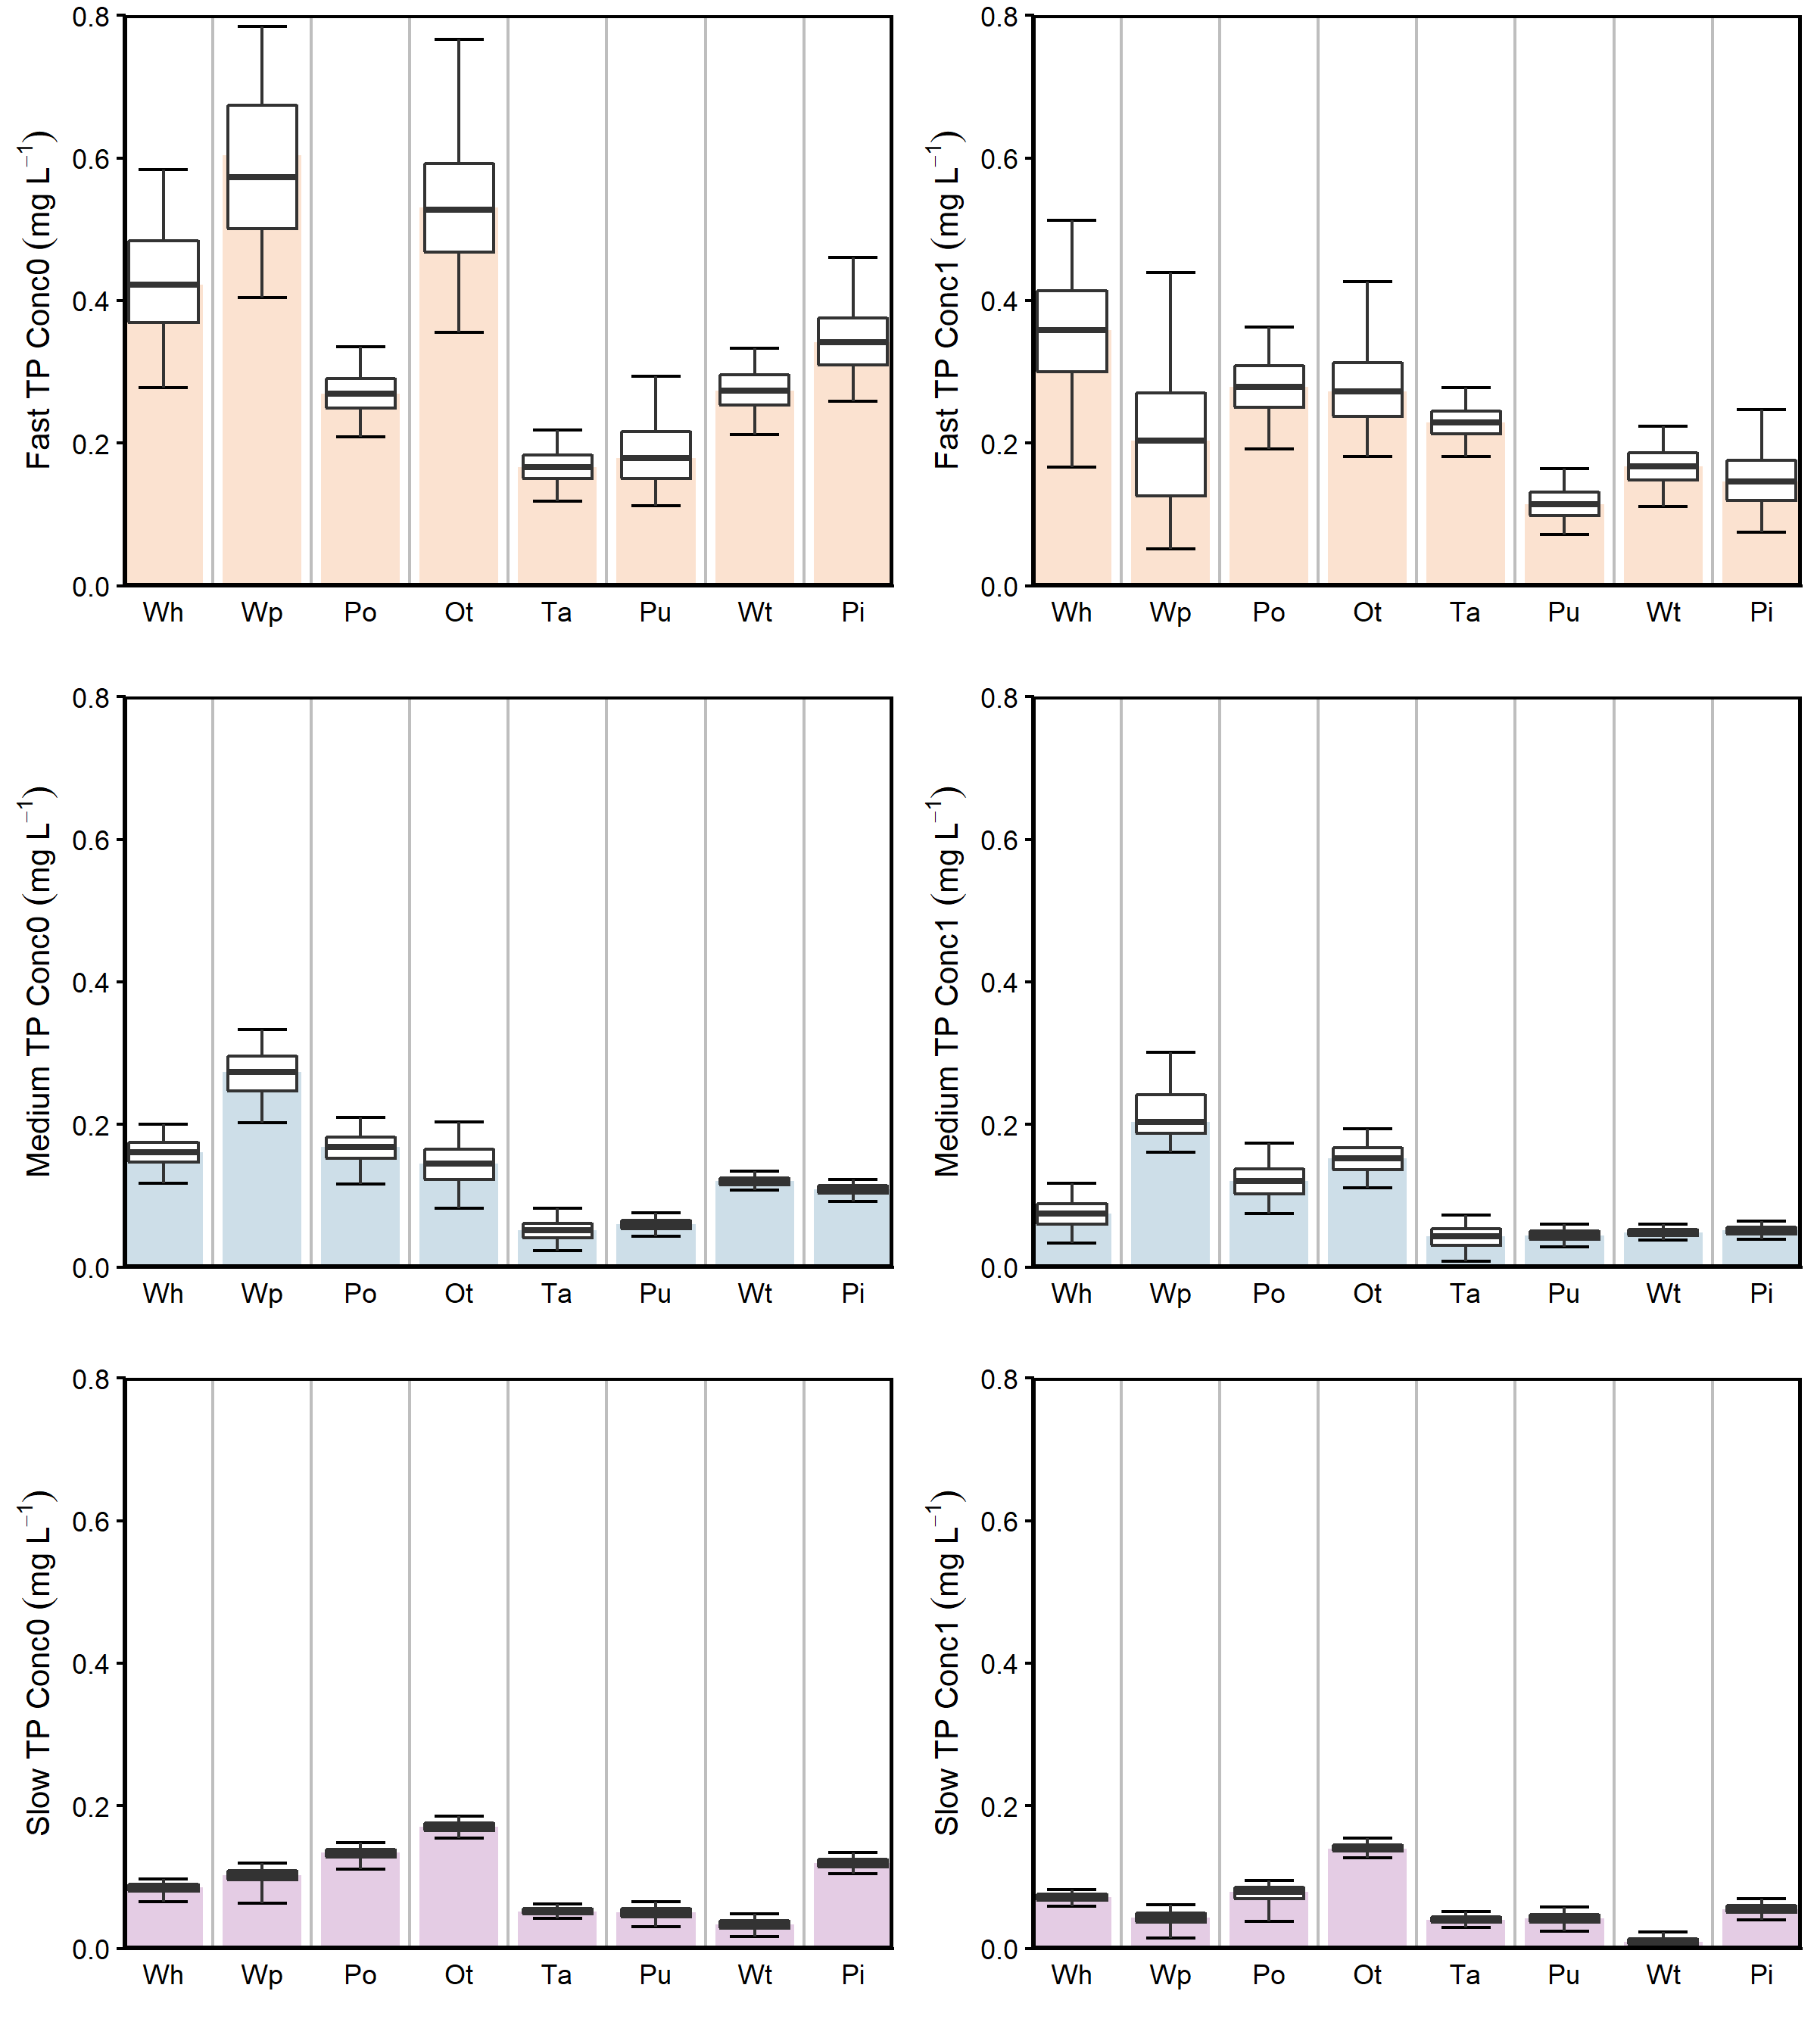 Fast TP Conc0 (mg L⁻¹)
0.8
0.6
0.4
0.2
0.0
Wh Wp Po Ot Ta Pu Wt Pi
Fast TP Conc1 (mg L⁻¹)
0.8
0.6
0.4
0.2
0.0
Wh Wp Po Ot Ta Pu Wt Pi
Medium TP Conc0 (mg L⁻¹)
0.8
0.6
0.4
0.2
0.0
Wh Wp Po Ot Ta Pu Wt Pi
Medium TP Conc1 (mg L⁻¹)
0.8
0.6
0.4
0.2
0.0
Wh Wp Po Ot Ta Pu Wt Pi
Slow TP Conc0 (mg L⁻¹)
0.8
0.6
0.4
0.2
0.0
Wh Wp Po Ot Ta Pu Wt Pi
Slow TP Conc1 (mg L⁻¹)
0.8
0.6
0.4
0.2
0.0
Wh Wp Po Ot Ta Pu Wt Pi